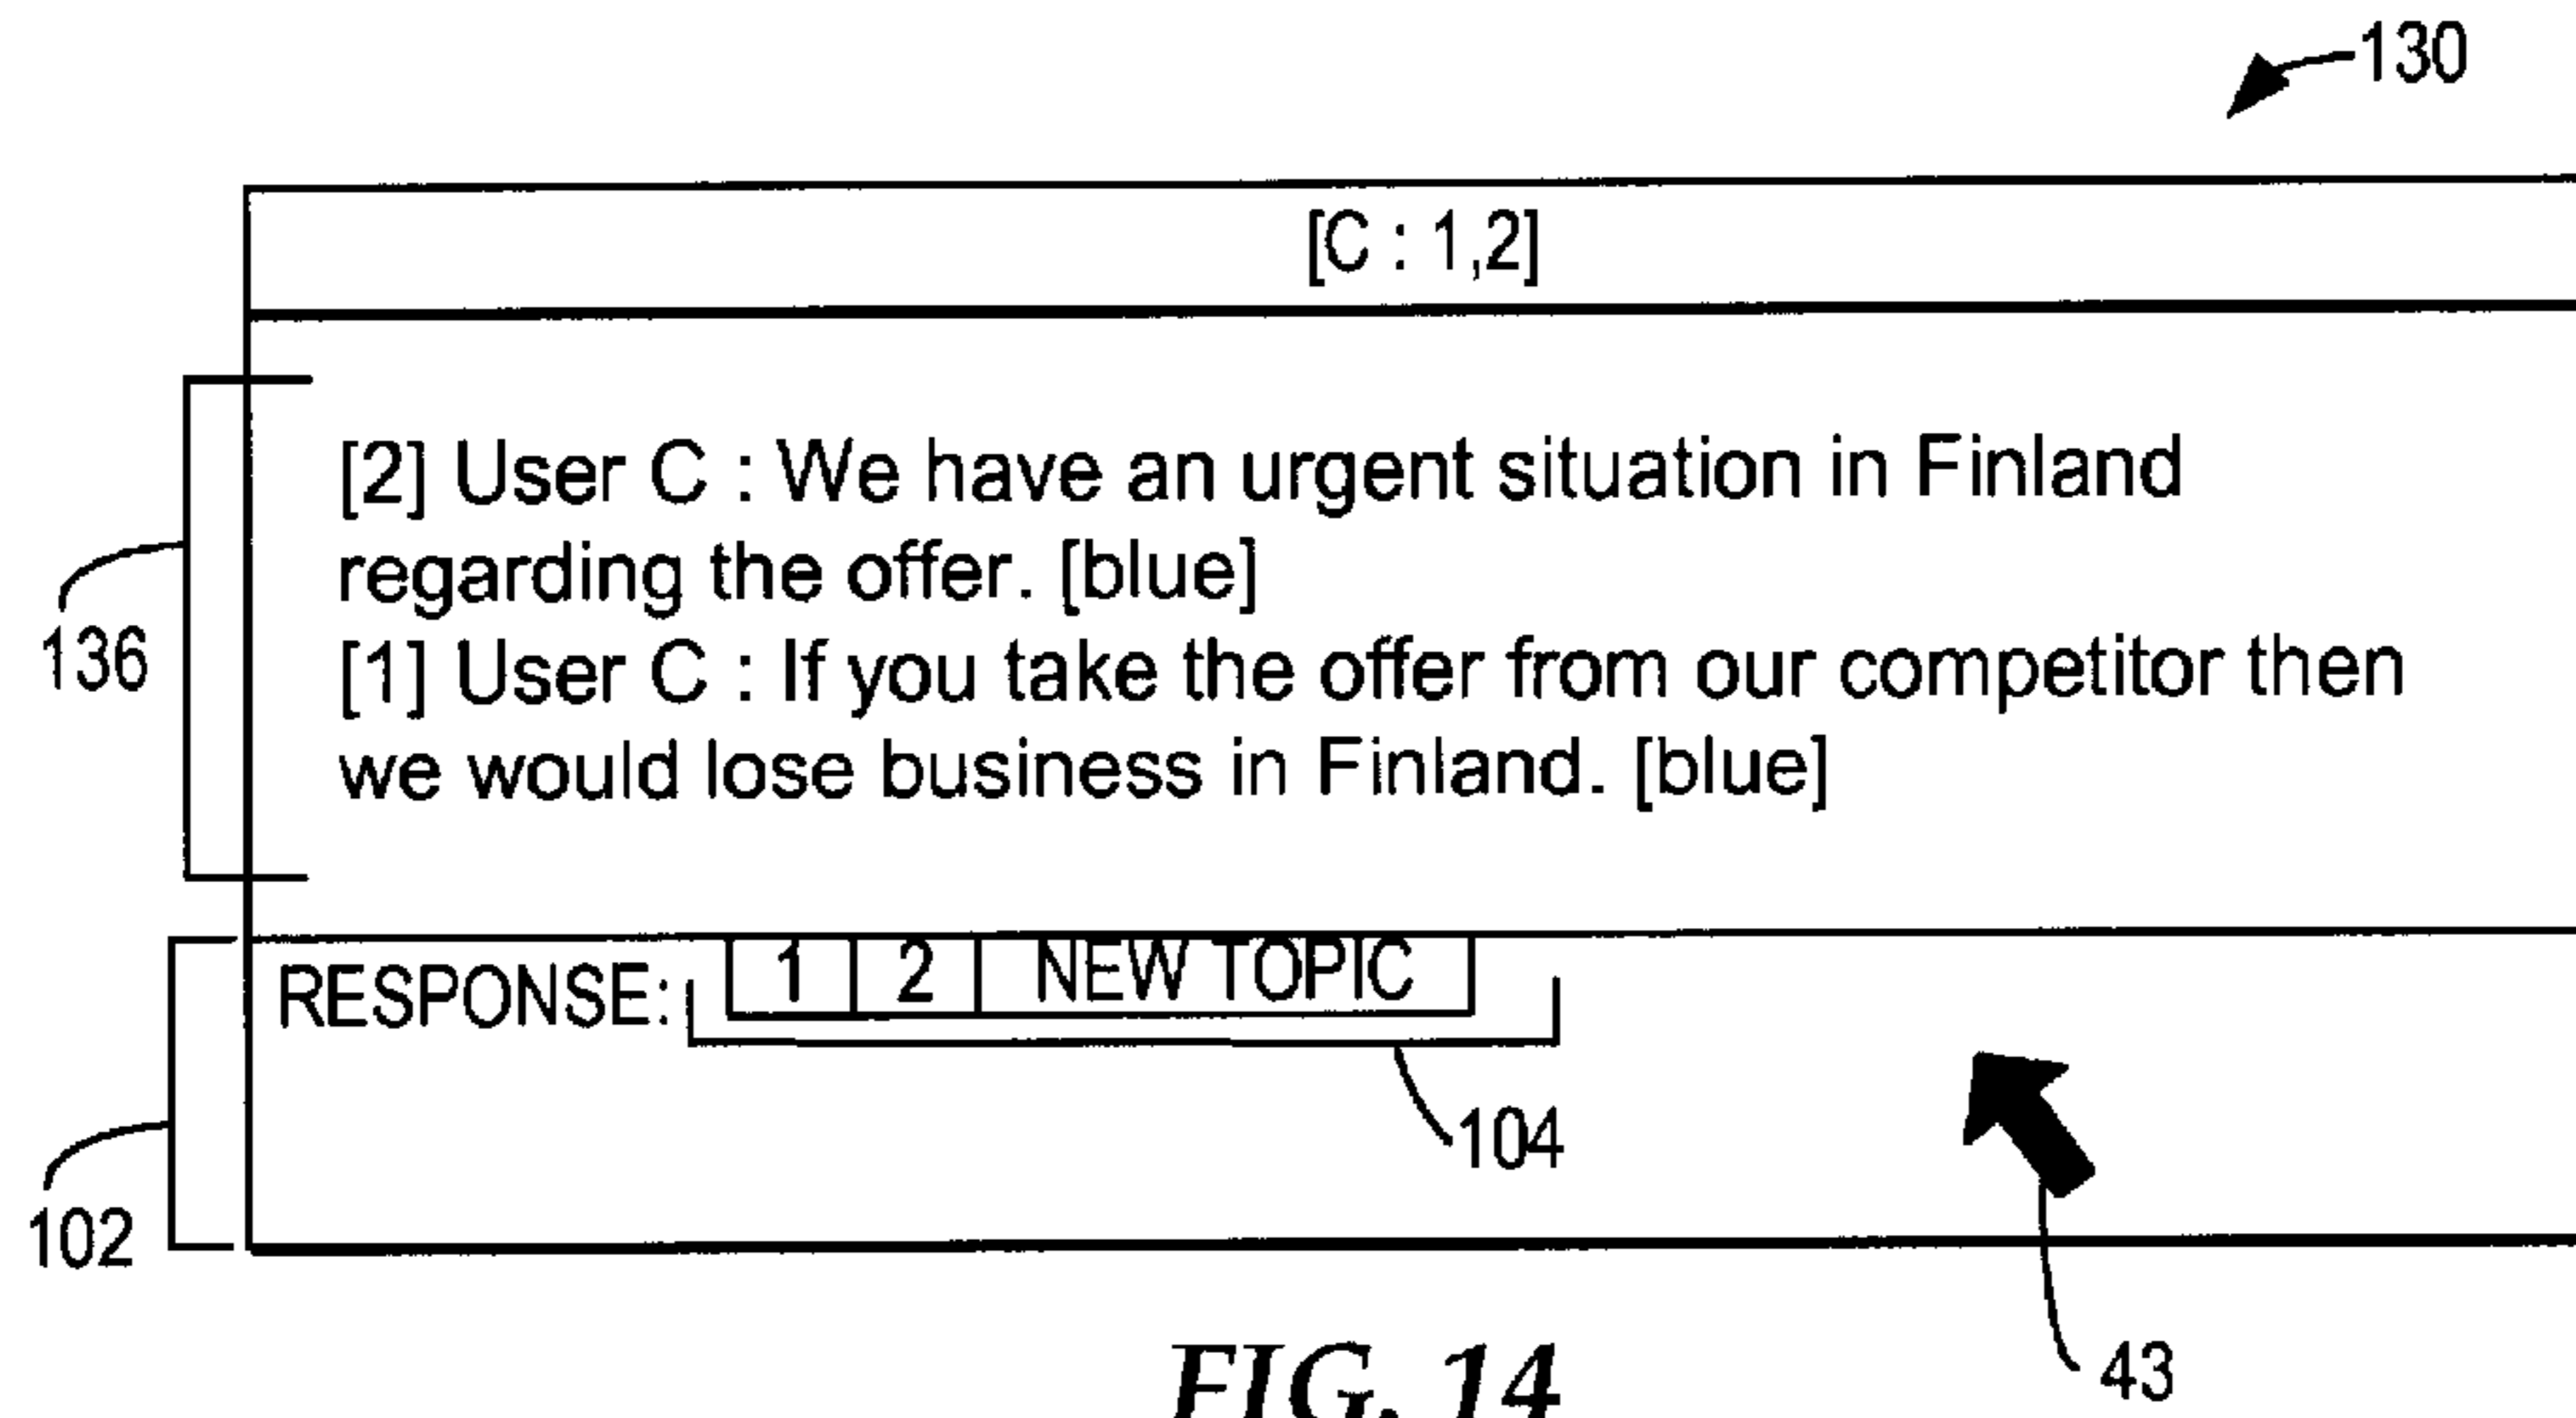 130
[C : 1,2]
[2] User C : We have an urgent situation in Finland
regarding the offer. [blue]
[1] User C : If you take the offer from our competitor then
we would lose business in Finland. [blue]
136
RESPONSE: 1 2 NEW TOPIC
104
102
43
FIG. 14